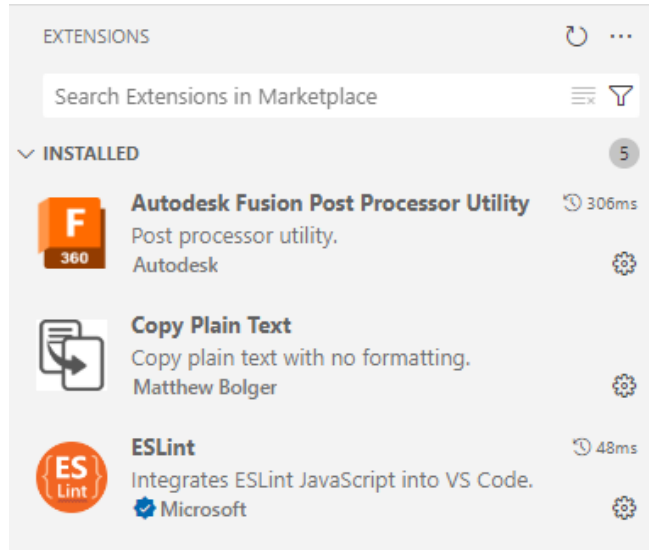 EXTENSIONS
Search Extensions in Marketplace
INSTALLED 5
F
360
Autodesk Fusion Post Processor Utility 306ms
Post processor utility.
Autodesk
Copy Plain Text
Copy plain text with no formatting.
Matthew Bolger
{ES}
Lint
ESLint 48ms
Integrates ESLint JavaScript into VS Code.
Microsoft